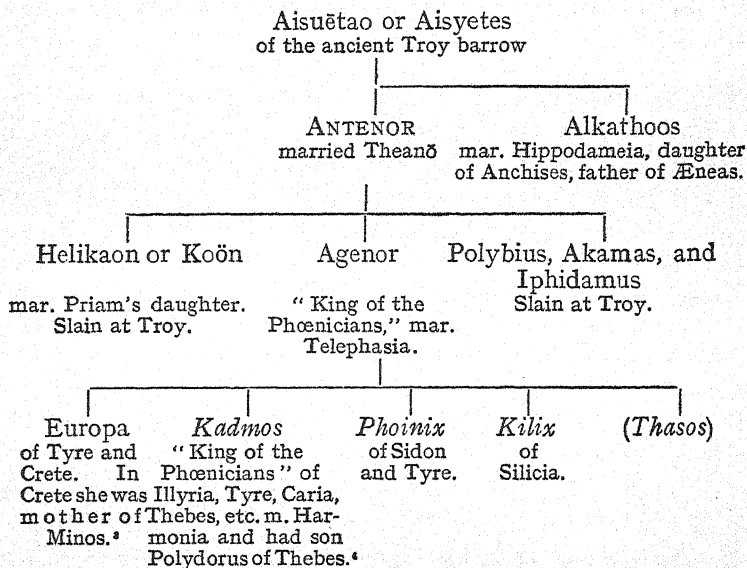 Aisuētao or Aisyetes
of the ancient Troy barrow
ANTENOR
married Theanō
Alkathoos
mar. Hippodameia, daughter
of Anchises, father of Æneas.
Helikaon or Koön
mar. Priam's daughter.
Slain at Troy.
Agenor
“ King of the
Phœnicians,” mar.
Telephasia.
Polybius, Akamas, and
Iphidamus
Slain at Troy.
Europa
of Tyre and
Crete. In
Crete she was
mother of
Minos.³
Kadmos
“ King of the
Phœnicians ” of
Illyria, Tyre, Caria,
Thebes, etc. m. Har-
monia and had son
Polydorus of Thebes.⁴
Phoinix
of Sidon
and Tyre.
Kilix
of
Silicia.
(Thasos)